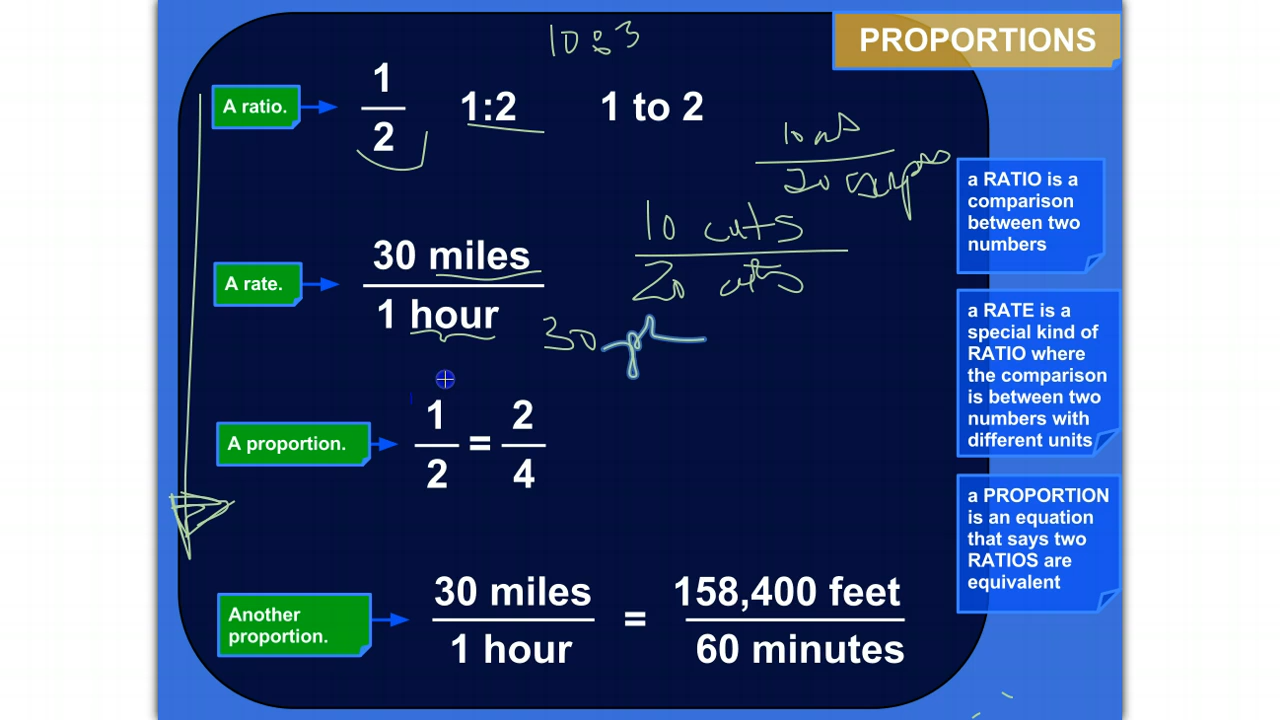 PROPORTIONS
10 : 3
A ratio.
1
2
1:2
1 to 2
20
10 cuts
20
A rate.
30 miles
1 hour
30
A proportion.
1
2
=
2
4
Another
proportion.
30 miles
1 hour
=
158,400 feet
60 minutes
a RATIO is a
comparison
between two
numbers
a RATE is a
special kind of
RATIO where
the comparison
is between two
numbers with
different units
a PROPORTION
is an equation
that says two
RATIOS are
equivalent